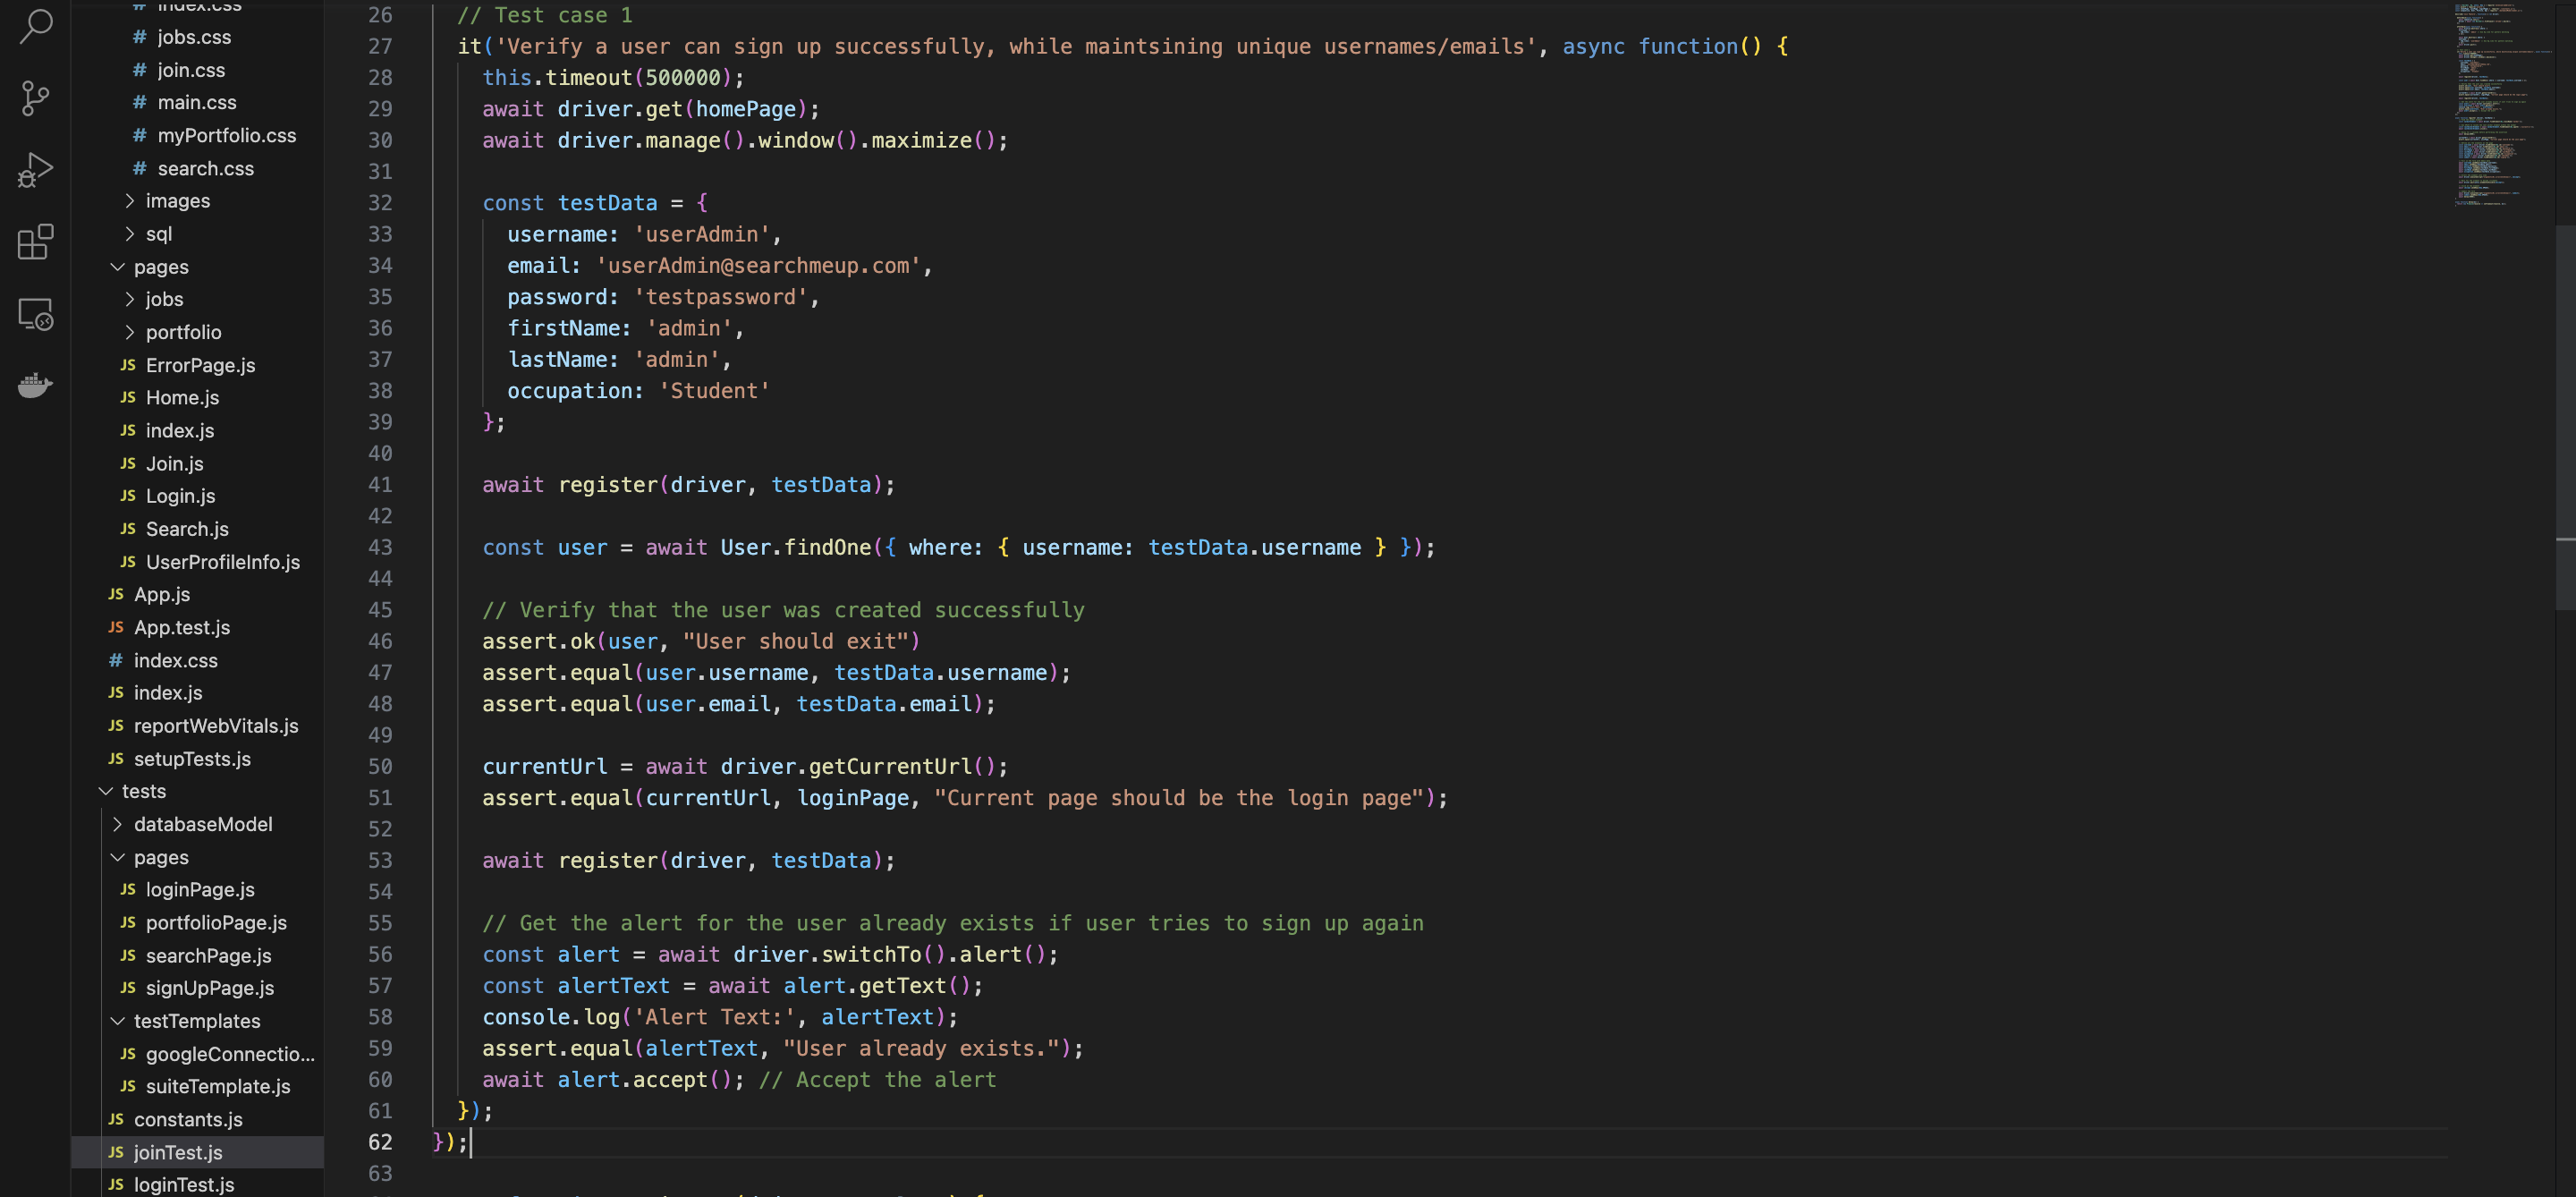 index.css
jobs.css
join.css
main.css
myPortfolio.css
search.css
images
sql
pages
jobs
portfolio
JS ErrorPage.js
JS Home.js
JS index.js
JS Join.js
JS Login.js
JS Search.js
JS UserProfileInfo.js
JS App.js
JS App.test.js
# index.css
JS index.js
JS reportWebVitals.js
JS setupTests.js
tests
databaseModel
pages
JS loginPage.js
JS portfolioPage.js
JS searchPage.js
JS signUpPage.js
testTemplates
JS googleConnectio...
JS suiteTemplate.js
JS constants.js
JS joinTest.js
JS loginTest.js
26 // Test case 1
27 it('Verify a user can sign up successfully, while maintsining unique usernames/emails', async function() {
28 this.timeout(500000);
29 await driver.get(homePage);
30 await driver.manage().window().maximize();
31
32 const testData = {
33 username: 'userAdmin',
34 email: 'userAdmin@searchmeup.com',
35 password: 'testpassword',
36 firstName: 'admin',
37 lastName: 'admin',
38 occupation: 'Student'
39 };
40
41 await register(driver, testData);
42
43 const user = await User.findOne({ where: { username: testData.username } });
44
45 // Verify that the user was created successfully
46 assert.ok(user, "User should exit")
47 assert.equal(user.username, testData.username);
48 assert.equal(user.email, testData.email);
49
50 currentUrl = await driver.getCurrentUrl();
51 assert.equal(currentUrl, loginPage, "Current page should be the login page");
52
53 await register(driver, testData);
54
55 // Get the alert for the user already exists if user tries to sign up again
56 const alert = await driver.switchTo().alert();
57 const alertText = await alert.getText();
58 console.log('Alert Text:', alertText);
59 assert.equal(alertText, "User already exists.");
60 await alert.accept(); // Accept the alert
61 });
62 });
63